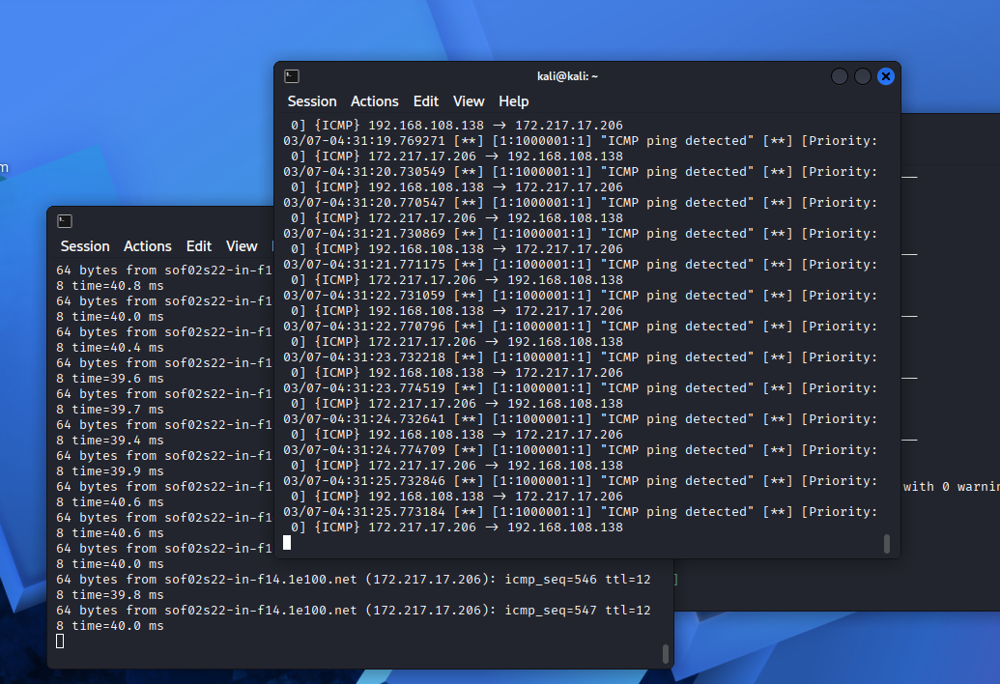 m
kali@kali: ~
Session Actions Edit View Help
0] {ICMP} 192.168.108.138 → 172.217.17.206
03/07-04:31:19.769271 [**] [1:1000001:1] "ICMP ping detected" [**] [Priority:
0] {ICMP} 172.217.17.206 → 192.168.108.138
03/07-04:31:20.730549 [**] [1:1000001:1] "ICMP ping detected" [**] [Priority:
0] {ICMP} 192.168.108.138 → 172.217.17.206
03/07-04:31:20.770547 [**] [1:1000001:1] "ICMP ping detected" [**] [Priority:
0] {ICMP} 172.217.17.206 → 192.168.108.138
03/07-04:31:21.730869 [**] [1:1000001:1] "ICMP ping detected" [**] [Priority:
0] {ICMP} 192.168.108.138 → 172.217.17.206
03/07-04:31:21.771175 [**] [1:1000001:1] "ICMP ping detected" [**] [Priority:
0] {ICMP} 172.217.17.206 → 192.168.108.138
03/07-04:31:22.731059 [**] [1:1000001:1] "ICMP ping detected" [**] [Priority:
0] {ICMP} 192.168.108.138 → 172.217.17.206
03/07-04:31:22.770796 [**] [1:1000001:1] "ICMP ping detected" [**] [Priority:
0] {ICMP} 172.217.17.206 → 192.168.108.138
03/07-04:31:23.732218 [**] [1:1000001:1] "ICMP ping detected" [**] [Priority:
0] {ICMP} 192.168.108.138 → 172.217.17.206
03/07-04:31:23.774519 [**] [1:1000001:1] "ICMP ping detected" [**] [Priority:
0] {ICMP} 172.217.17.206 → 192.168.108.138
03/07-04:31:24.732641 [**] [1:1000001:1] "ICMP ping detected" [**] [Priority:
0] {ICMP} 192.168.108.138 → 172.217.17.206
03/07-04:31:24.774709 [**] [1:1000001:1] "ICMP ping detected" [**] [Priority:
0] {ICMP} 172.217.17.206 → 192.168.108.138
03/07-04:31:25.732846 [**] [1:1000001:1] "ICMP ping detected" [**] [Priority:
0] {ICMP} 192.168.108.138 → 172.217.17.206
03/07-04:31:25.773184 [**] [1:1000001:1] "ICMP ping detected" [**] [Priority:
0] {ICMP} 172.217.17.206 → 192.168.108.138
Session Actions Edit View
64 bytes from sof02s22-in-f1
8 time=40.8 ms
64 bytes from sof02s22-in-f1
8 time=40.0 ms
64 bytes from sof02s22-in-f1
8 time=40.4 ms
64 bytes from sof02s22-in-f1
8 time=39.6 ms
64 bytes from sof02s22-in-f1
8 time=39.7 ms
64 bytes from sof02s22-in-f1
8 time=39.4 ms
64 bytes from sof02s22-in-f1
8 time=39.9 ms
64 bytes from sof02s22-in-f1
8 time=40.6 ms
64 bytes from sof02s22-in-f1
8 time=40.6 ms
64 bytes from sof02s22-in-f1
8 time=40.0 ms
64 bytes from sof02s22-in-f14.1e100.net (172.217.17.206): icmp_seq=546 ttl=12
8 time=39.8 ms
64 bytes from sof02s22-in-f14.1e100.net (172.217.17.206): icmp_seq=547 ttl=12
8 time=40.0 ms
with 0 warnin
]